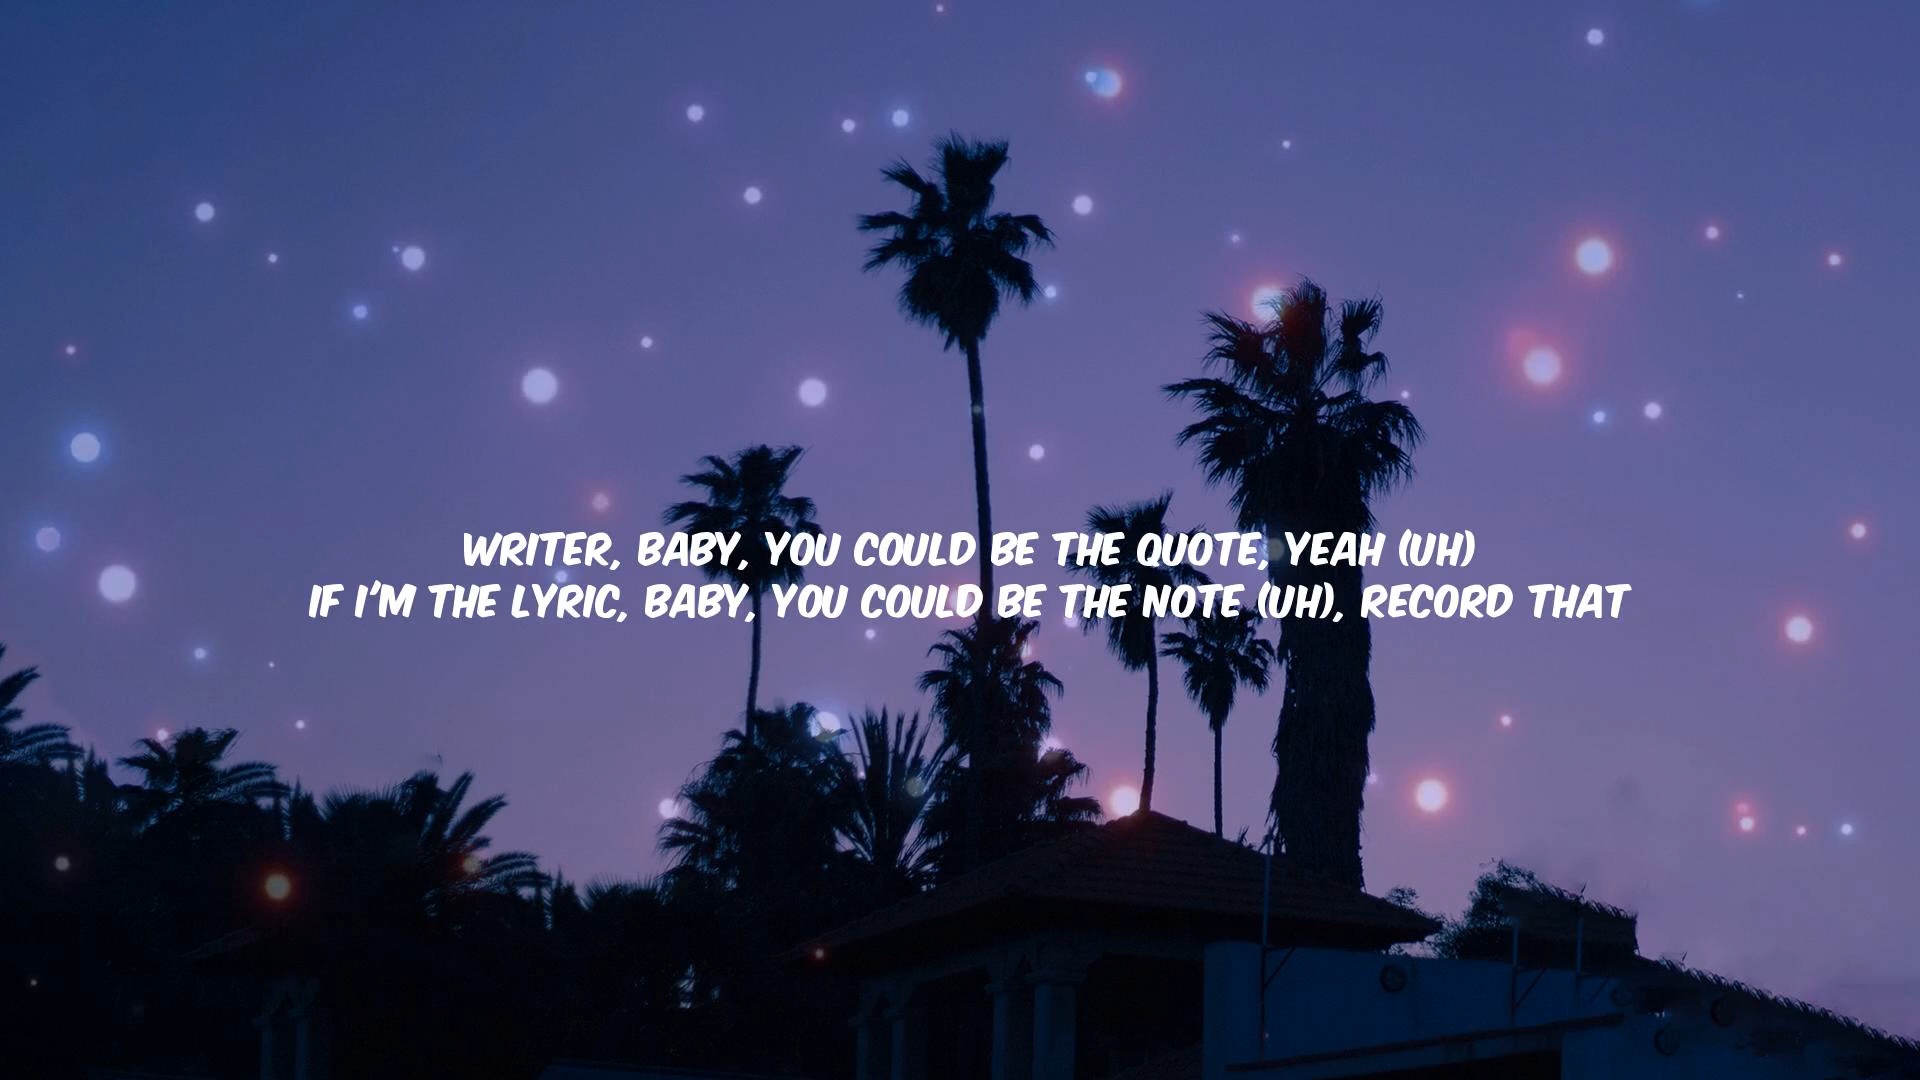 WRITER, BABY, YOU COULD BE THE QUOTE, YEAH (UH)
IF I'M THE LYRIC, BABY, YOU COULD BE THE NOTE (UH), RECORD THAT